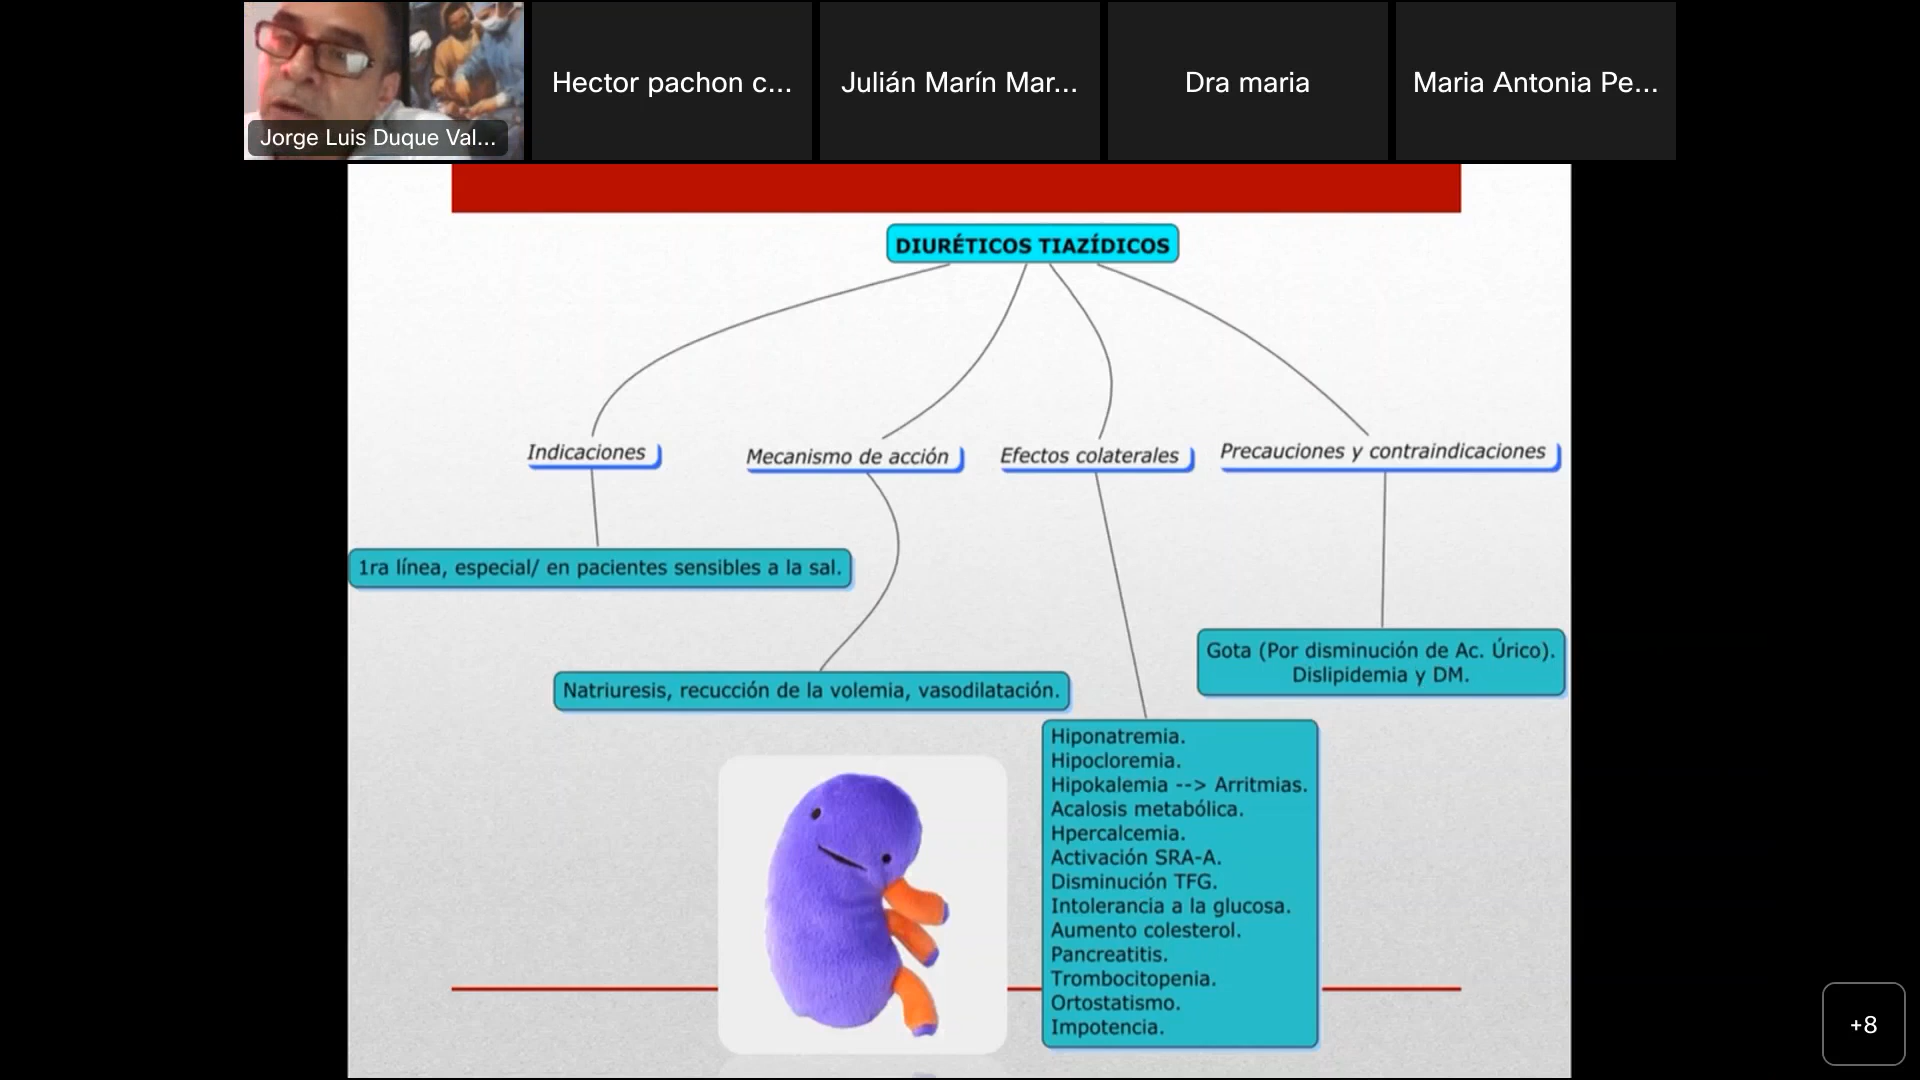 Jorge Luis Duque Val...
Hector pachon c...
Julián Marín Mar...
Dra maria
Maria Antonia Pe...
DIURÉTICOS TIAZÍDICOS
Indicaciones
Mecanismo de acción
Efectos colaterales
Precauciones y contraindicaciones
1ra línea, especial/ en pacientes sensibles a la sal.
Natriuresis, recucción de la volemia, vasodilatación.
Gota (Por disminución de Ac. Úrico).
Dislipidemia y DM.
Hiponatremia.
Hipocloremia.
Hipokalemia --> Arritmias.
Acalosis metabólica.
Hpercalcemia.
Activación SRA-A.
Disminución TFG.
Intolerancia a la glucosa.
Aumento colesterol.
Pancreatitis.
Trombocitopenia.
Ortostatismo.
Impotencia.
+8